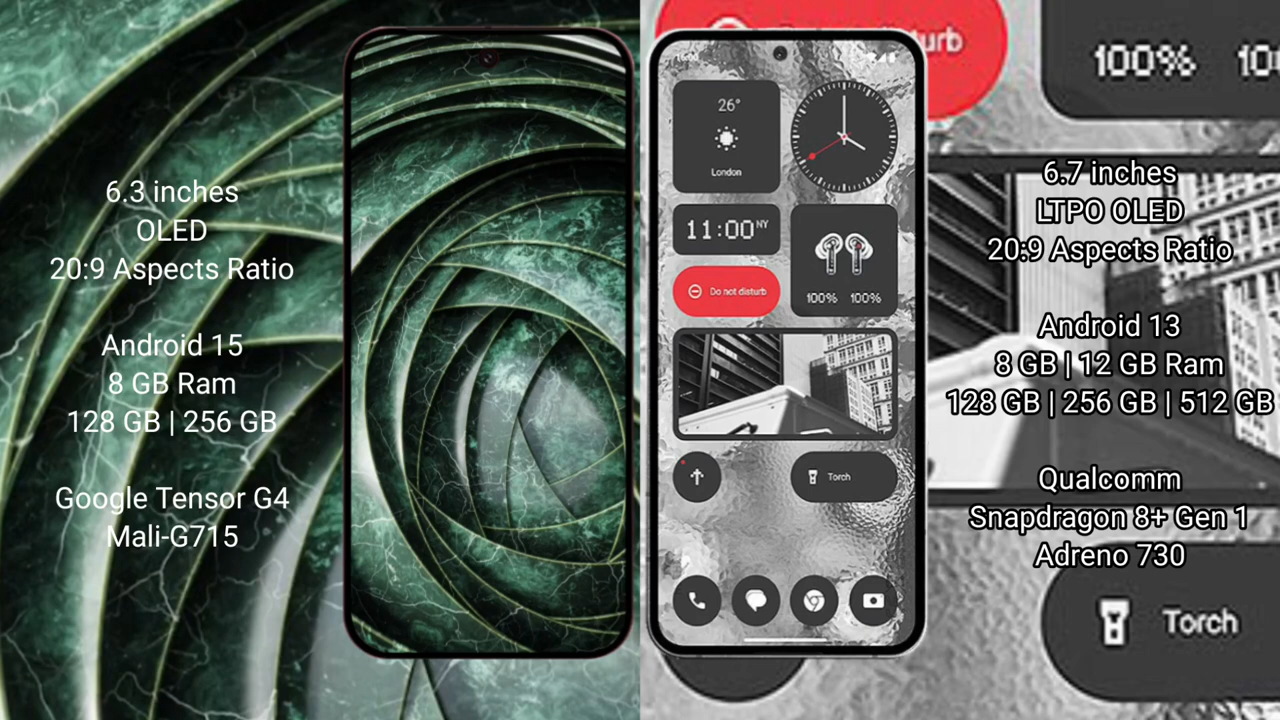 6.3 inches
OLED
20:9 Aspects Ratio
Android 15
8 GB Ram
128 GB | 256 GB
Google Tensor G4
Mali-G715
26°
London
11:00 NY
Do not disturb
100% 100%
Torch
urb
100% 10
6.7 inches
LTPO OLED
20:9 Aspects Ratio
Android 13
8 GB | 12 GB Ram
128 GB | 256 GB | 512 GB
Qualcomm
Snapdragon 8+ Gen 1
Adreno 730
Torch